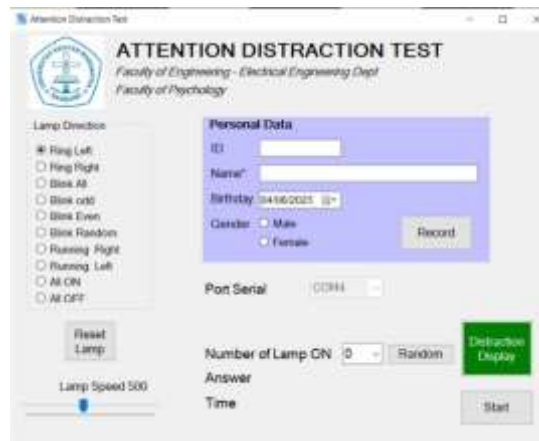 Attention Distraction Test
ATTENTION DISTRACTION TEST
Faculty of Engineering - Electrical Engineering Dept
Faculty of Psychology
Lamp Direction
Ring Left
Ring Right
Blink All
Blink odd
Blink Even
Blink Random
Running Right
Running Left
All ON
All OFF
Reset
Lamp
Lamp Speed 500
Personal Data
ID
Name*
Birthday
Gender
Male
Female
Record
Port Serial
COM4
Number of Lamp ON
0
Random
Distraction
Display
Answer
Time
Start